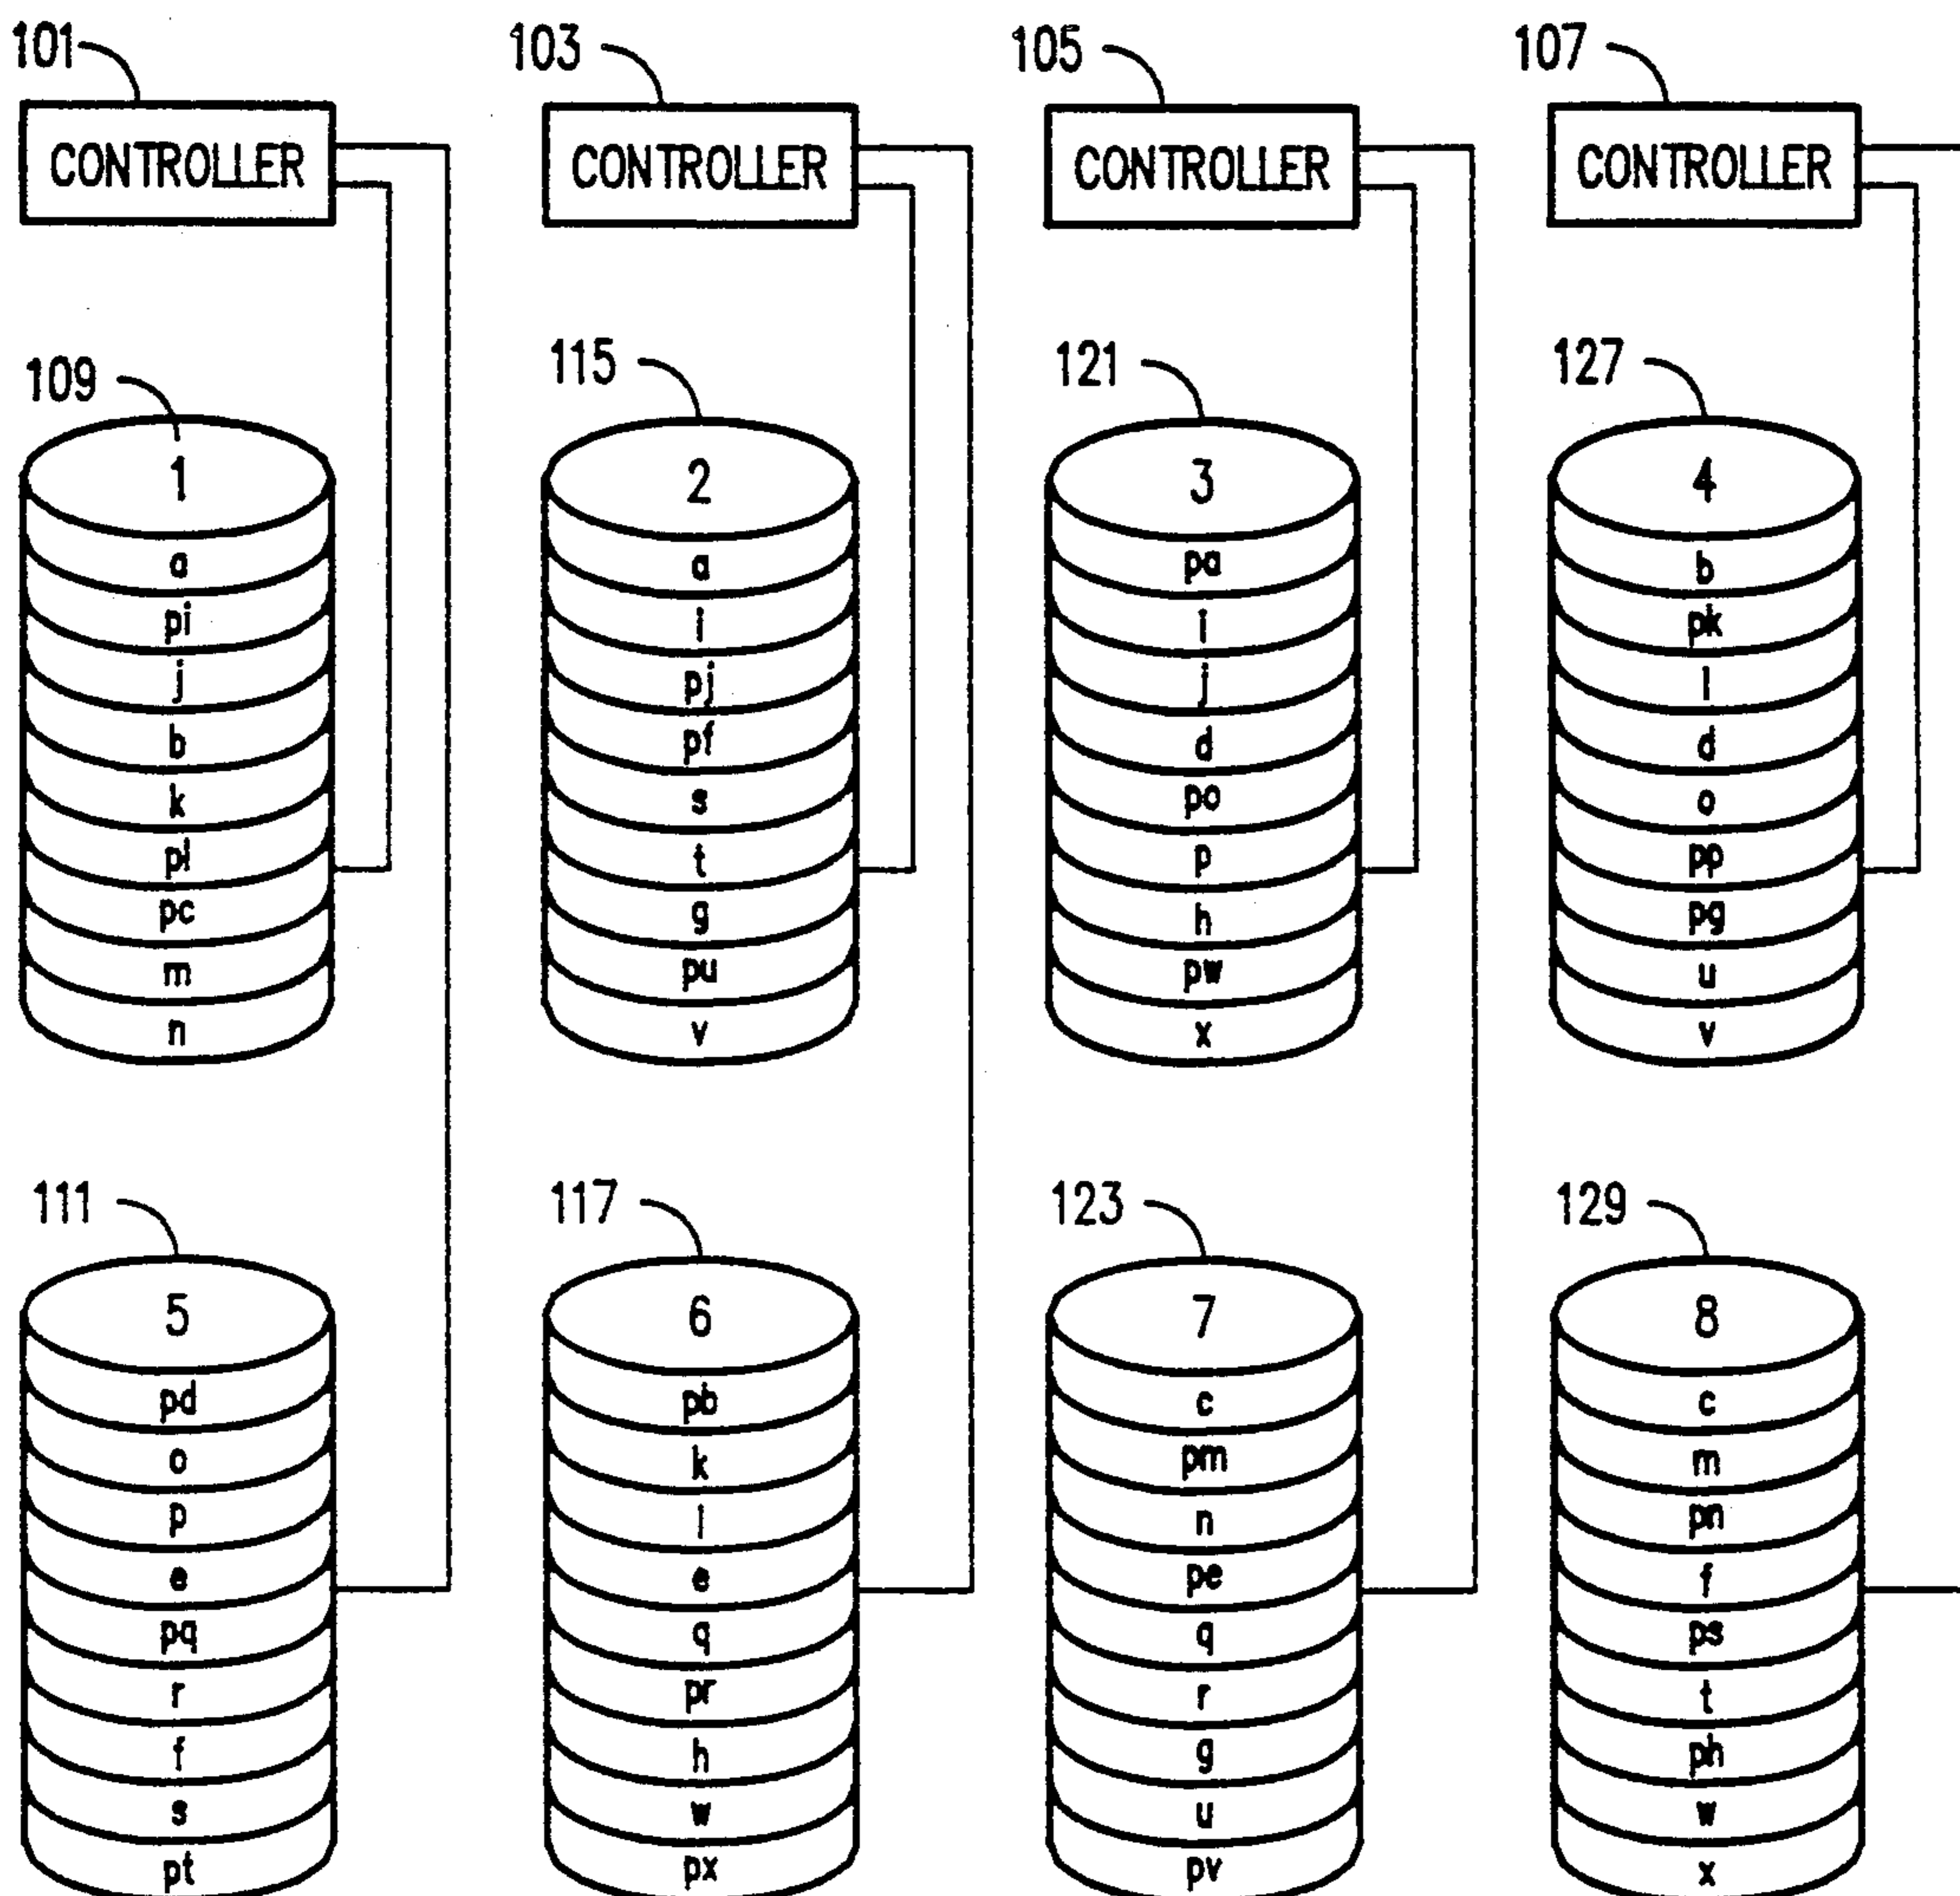 101 103 105 107
CONTROLLER CONTROLLER CONTROLLER CONTROLLER
109 115 121 127
1 2 3 4
a a pa b
pi i i pk
j pj j l
b pf d d
k s po o
pl t p pp
pc g h pg
m pu pw u
n v x v
111 117 123 129
5 6 7 8
pd pb c c
o k pm m
p l n pn
e e pe f
pq q q ps
r pr r t
f h g ph
s w u w
pt px pv x